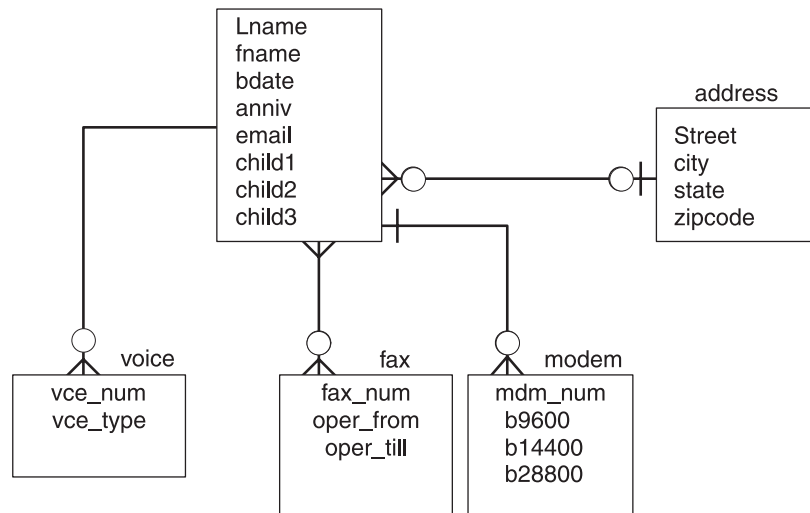 Lname
fname
bdate
anniv
email
child1
child2
child3
address
Street
city
state
zipcode
voice
vce_num
vce_type
fax
fax_num
oper_from
oper_till
modem
mdm_num
b9600
b14400
b28800